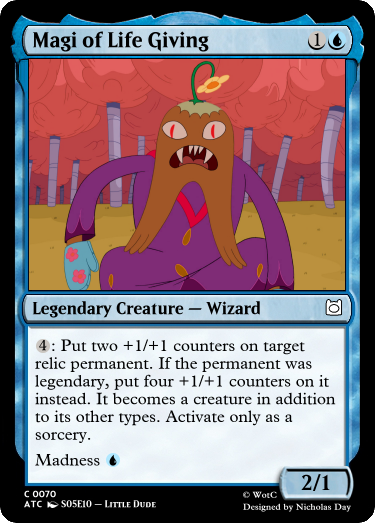 Magi of Life Giving 1
Legendary Creature — Wizard
4: Put two +1/+1 counters on target
relic permanent. If the permanent was
legendary, put four +1/+1 counters on it
instead. It becomes a creature in addition
to its other types. Activate only as a
sorcery.
Madness
2/1
C 0070
ATC S05E10 — Little Dude
© WotC
Designed by Nicholas Day